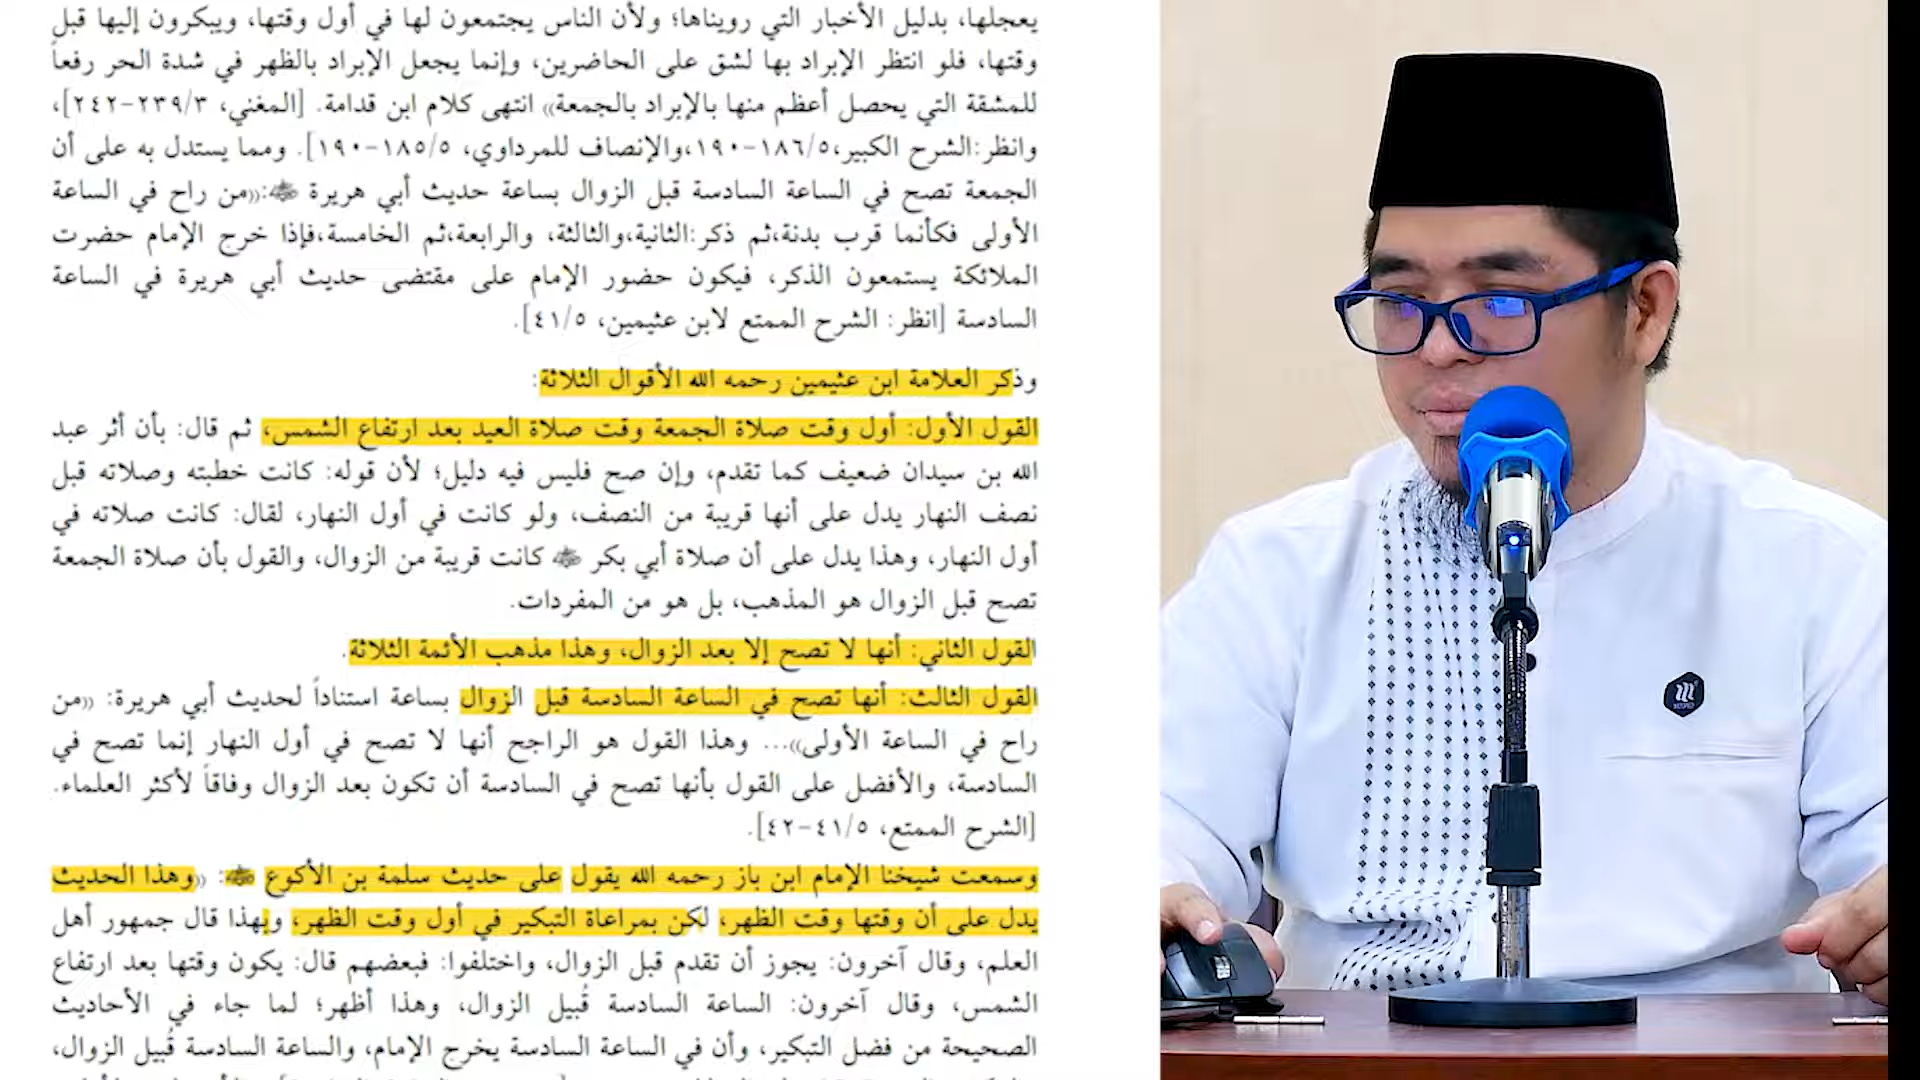 يعجلها، بدليل الأخبار التي رويناها؛ ولأن الناس يجتمعون لها في أول وقتها، ويبكرون إليها قبل
وقتها، فلو انتظر الإبراد بها لشق على الحاضرين، وإنما يجعل الإبراد بالظهر في شدة الحر رفعاً
للمشقة التي يحصل أعظم منها بالإبراد بالجمعة)) انتهى كلام ابن قدامة. [المغني، ٢٣٩/٣-٢٤٢]،
وانظر:الشرح الكبير،١٨٦/٥-١٩٠،والإنصاف للمرداوي، ١٨٥/٥-١٩٠]. ومما يستدل به على أن
الجمعة تصح في الساعة السادسة قبل الزوال بساعة حديث أبي هريرة :((من راح في الساعة
الأولى فكأنما قرب بدنة،ثم ذكر:الثانية،والثالثة، والرابعة،ثم الخامسة،فإذا خرج الإمام حضرت
الملائكة يستمعون الذكر، فيكون حضور الإمام على مقتضى حديث أبي هريرة في الساعة
السادسة [انظر: الشرح الممتع لابن عثيمين، ٤١/٥].
وذكر العلامة ابن عثيمين رحمه الله الأقوال الثلاثة:
القول الأول: أول وقت صلاة الجمعة وقت صلاة العيد بعد ارتفاع الشمس، ثم قال: بأن أثر عبد
الله بن سيدان ضعيف كما تقدم، وإن صح فليس فيه دليل؛ لأن قوله: كانت خطبته وصلاته قبل
نصف النهار يدل على أنها قريبة من النصف، ولو كانت في أول النهار، لقال: كانت صلاته في
أول النهار، وهذا يدل على أن صلاة أبي بكر كانت قريبة من الزوال، والقول بأن صلاة الجمعة
تصح قبل الزوال هو المذهب، بل هو من المفردات.
القول الثاني: أنها لا تصح إلا بعد الزوال، وهذا مذهب الأئمة الثلاثة.
القول الثالث: أنها تصح في الساعة السادسة قبل الزوال بساعة استناداً لحديث أبي هريرة: ((من
راح في الساعة الأولى))... وهذا القول هو الراجح أنها لا تصح في أول النهار إنما تصح في
السادسة، والأفضل على القول بأنها تصح في السادسة أن تكون بعد الزوال وفاقاً لأكثر العلماء.
[الشرح الممتع، ٤١/٥-٤٢].
وسمعت شيخنا الإمام ابن باز رحمه الله يقول على حديث سلمة بن الأكوع : ((وهذا الحديث
يدل على أن وقتها وقت الظهر، لكن بمراعاة التبكير في أول وقت الظهر، وبهذا قال جمهور أهل
العلم، وقال آخرون: يجوز أن تقدم قبل الزوال، واختلفوا: فبعضهم قال: يكون وقتها بعد ارتفاع
الشمس، وقال آخرون: الساعة السادسة قُبيل الزوال، وهذا أظهر؛ لما جاء في الأحاديث
الصحيحة من فضل التبكير، وأن في الساعة السادسة يخرج الإمام، والساعة السادسة قُبيل الزوال،